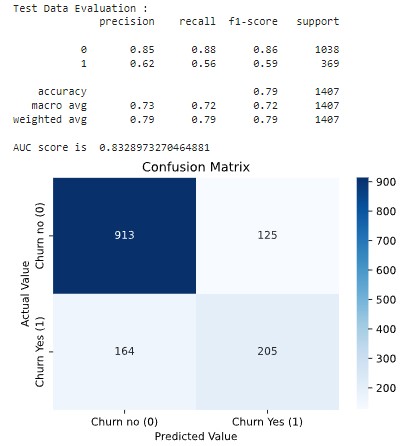 Test Data Evaluation :
precision recall f1-score support
0 0.85 0.88 0.86 1038
1 0.62 0.56 0.59 369
accuracy 0.79 1407
macro avg 0.73 0.72 0.72 1407
weighted avg 0.79 0.79 0.79 1407
AUC score is 0.8328973270464881
Confusion Matrix
Actual Value
Churn no (0)
913 125
Churn Yes (1)
164 205
Churn no (0) Churn Yes (1)
Predicted Value
900
800
700
600
500
400
300
200